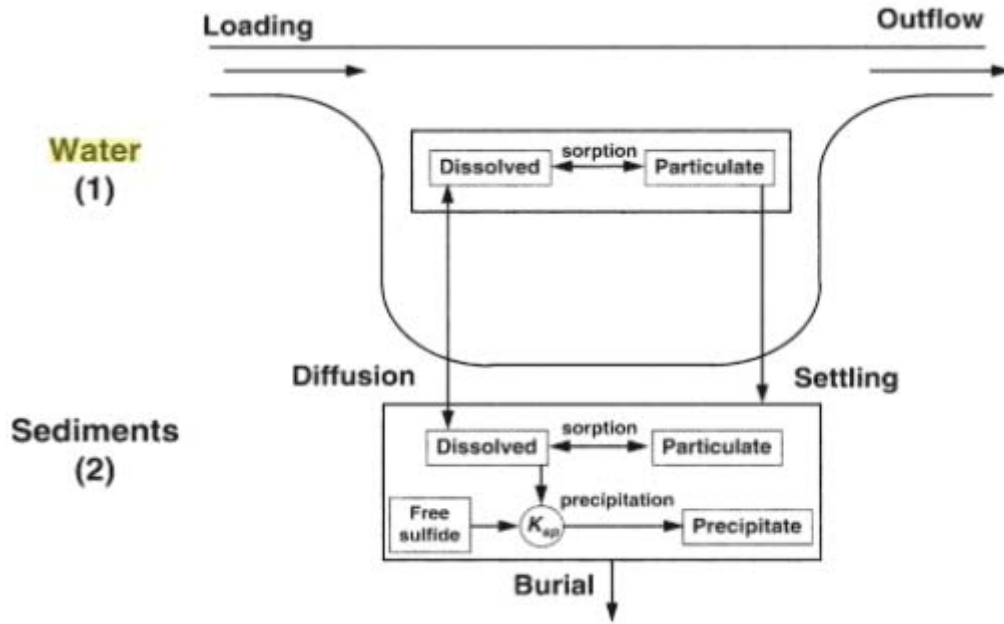 Loading
Outflow
Water
(1)
Dissolved
sorption
Particulate
Diffusion
Settling
Sediments
(2)
Dissolved
sorption
Particulate
precipitation
Free
sulfide
Ksp
Precipitate
Burial